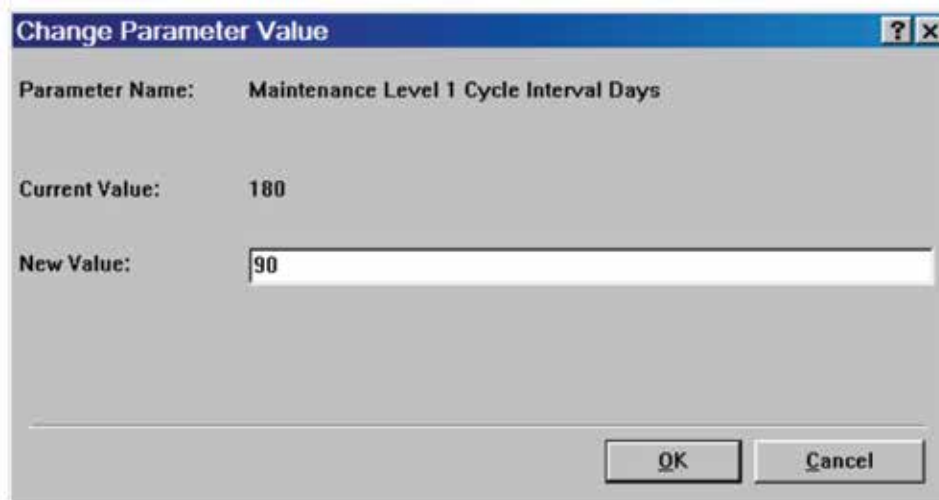 Change Parameter Value
Parameter Name: Maintenance Level 1 Cycle Interval Days
Current Value: 180
New Value: 90
OK Cancel